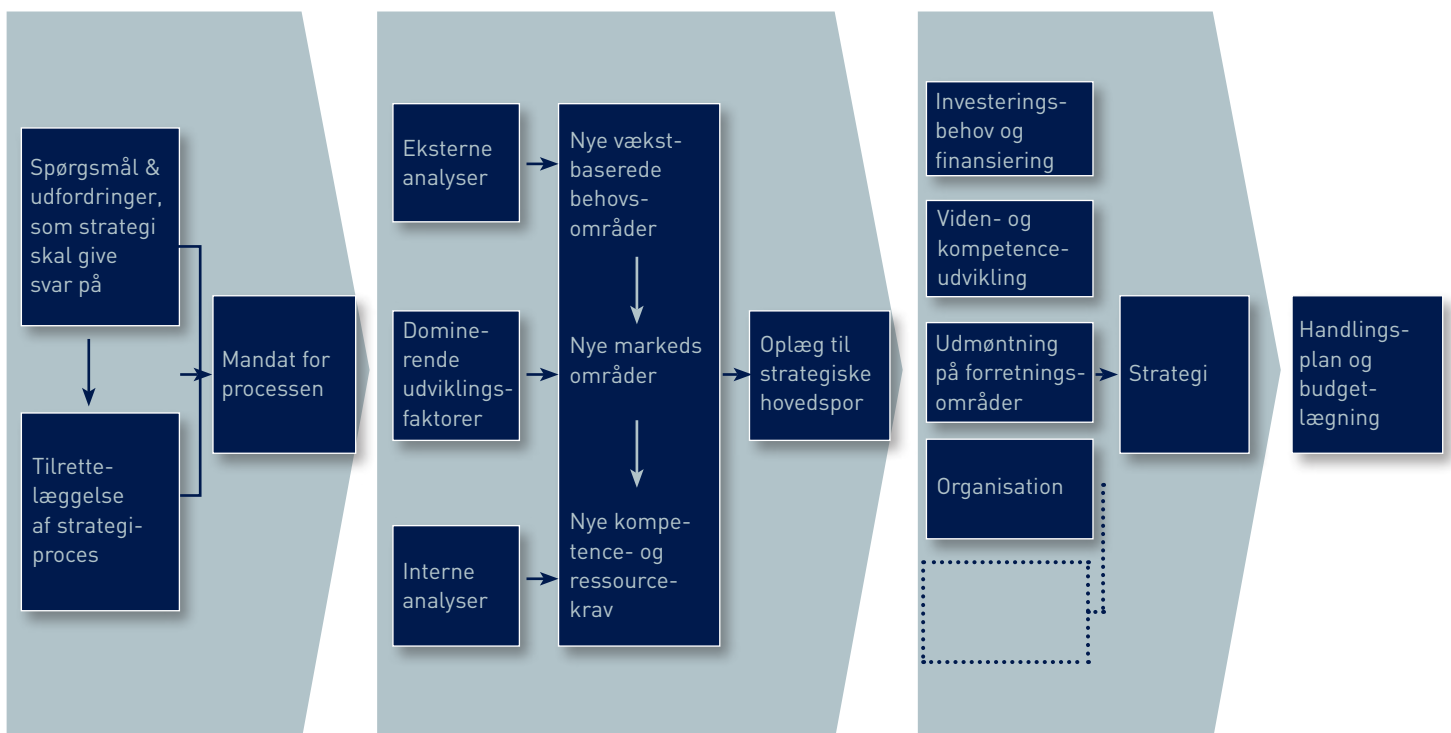 Spørgsmål &
udfordringer,
som strategi
skal give
svar på
Tilrette-
læggelse
af strategi-
proces
Mandat for
processen
Eksterne
analyser
Domine-
rende
udviklings-
faktorer
Interne
analyser
Nye vækst-
baserede
behovs-
områder
Nye markeds
områder
Nye kompe-
tence- og
ressource-
krav
Oplæg til
strategiske
hovedspor
Investerings-
behov og
finansiering
Viden- og
kompetence-
udvikling
Udmøntning
på forretnings-
områder
Organisation
Strategi
Handlings-
plan og
budget-
lægning